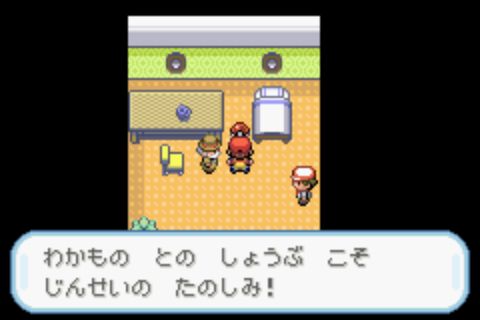 わかもの　との　しょうぶ　こそ
じんせいの　たのしみ！